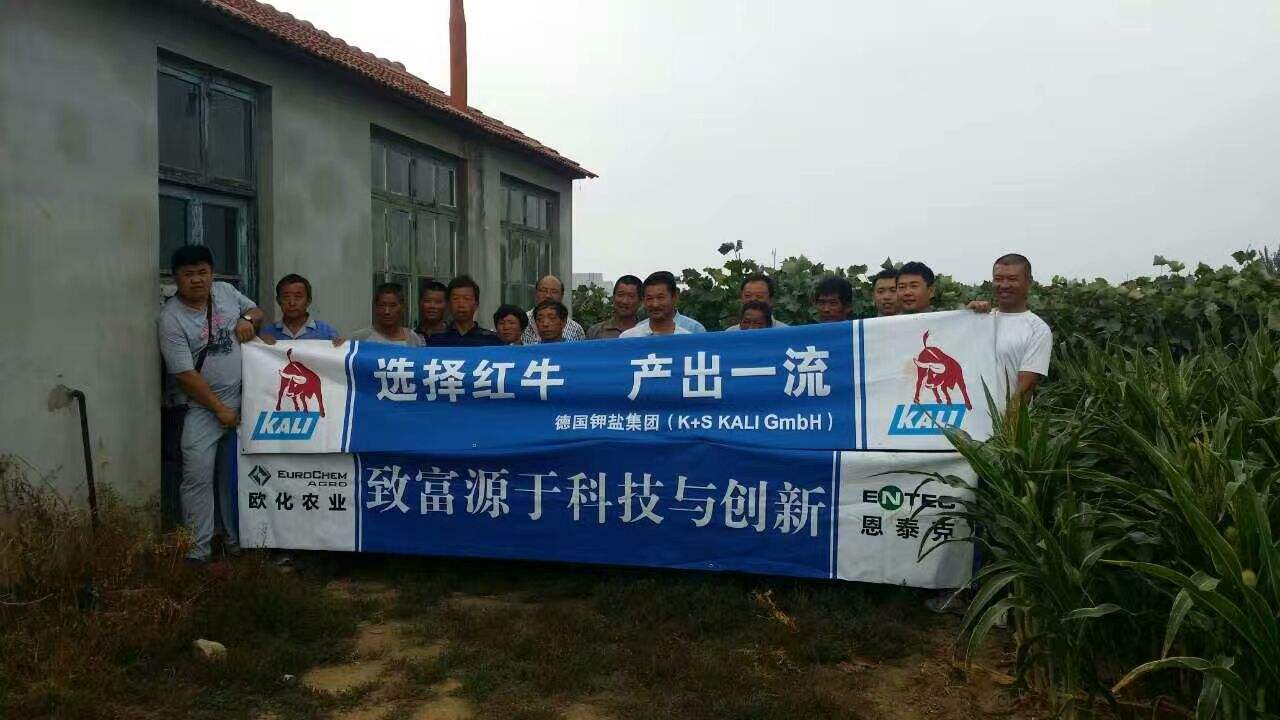 选择红牛 产出一流
德国钾盐集团（K+S KALI GmbH）
KALI
KALI
EUROCHEM
AGRO
欧化农业
致富源于科技与创新
ENTEC
恩泰克